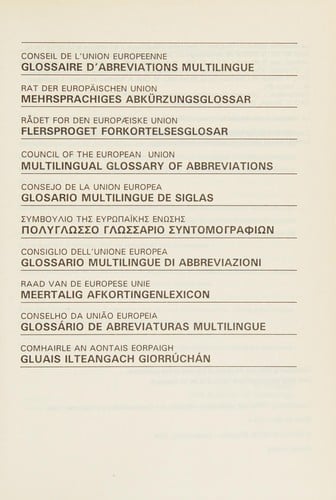 CONSEIL DE L'UNION EUROPEENNE
GLOSSAIRE D'ABREVIATIONS MULTILINGUE
RAT DER EUROPÄISCHEN UNION
MEHRSPRACHIGES ABKÜRZUNGSGLOSSAR
RÅDET FOR DEN EUROPÆISKE UNION
FLERSPROGET FORKORTELSESGLOSAR
COUNCIL OF THE EUROPEAN UNION
MULTILINGUAL GLOSSARY OF ABBREVIATIONS
CONSEJO DE LA UNION EUROPEA
GLOSARIO MULTILINGUE DE SIGLAS
ΣΥΜΒΟΥΛΙΟ ΤΗΣ ΕΥΡΩΠΑΪΚΗΣ ΕΝΩΣΗΣ
ΠΟΛΥΓΛΩΣΣΟ ΓΛΩΣΣΑΡΙΟ ΣΥΝΤΟΜΟΓΡΑΦΙΩΝ
CONSIGLIO DELL'UNIONE EUROPEA
GLOSSARIO MULTILINGUE DI ABBREVIAZIONI
RAAD VAN DE EUROPESE UNIE
MEERTALIG AFKORTINGENLEXICON
CONSELHO DA UNIÃO EUROPEIA
GLOSSÁRIO DE ABREVIATURAS MULTILINGUE
COMHAIRLE AN AONTAIS EORPAIGH
GLUAIS ILTEANGACH GIORRÚCHÁN